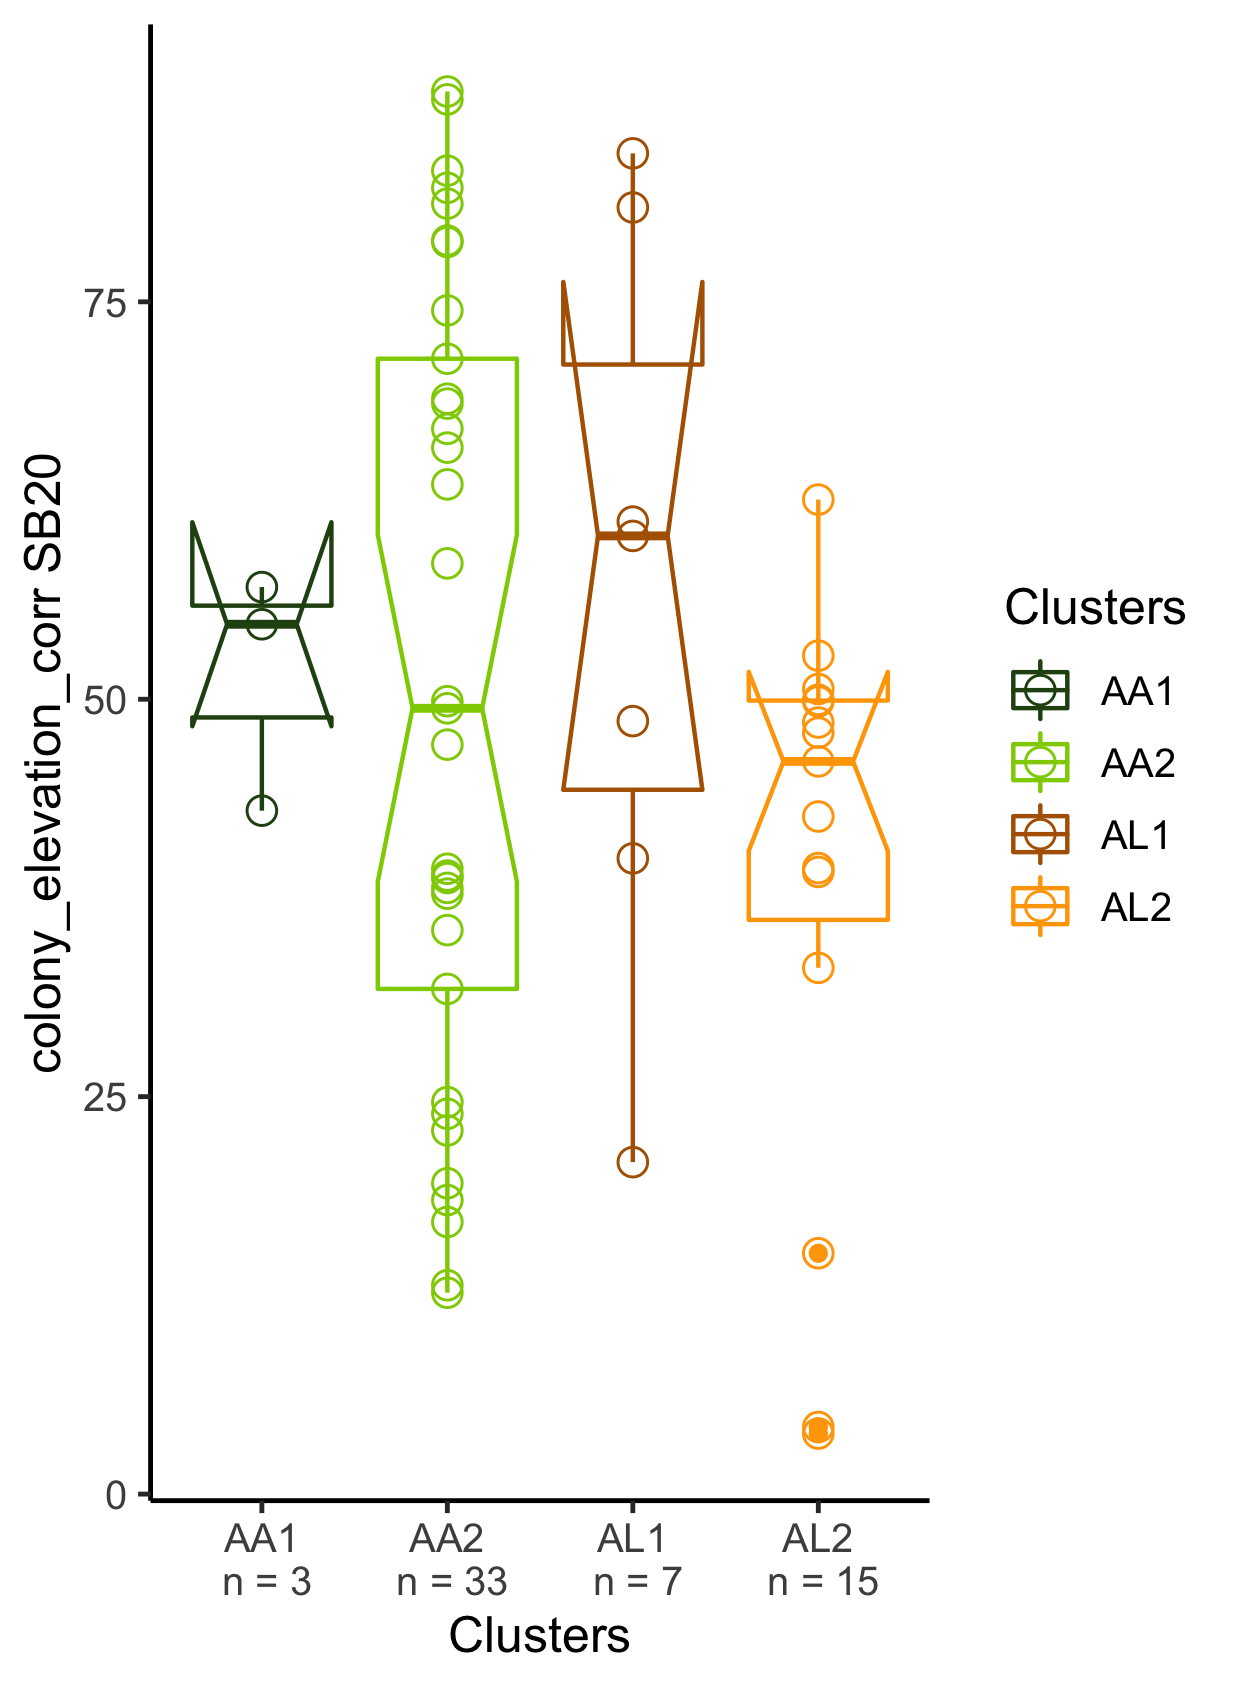 colony_elevation_corr SB20
75
50
25
0
AA1
n = 3
AA2
n = 33
AL1
n = 7
AL2
n = 15
Clusters
Clusters
AA1
AA2
AL1
AL2